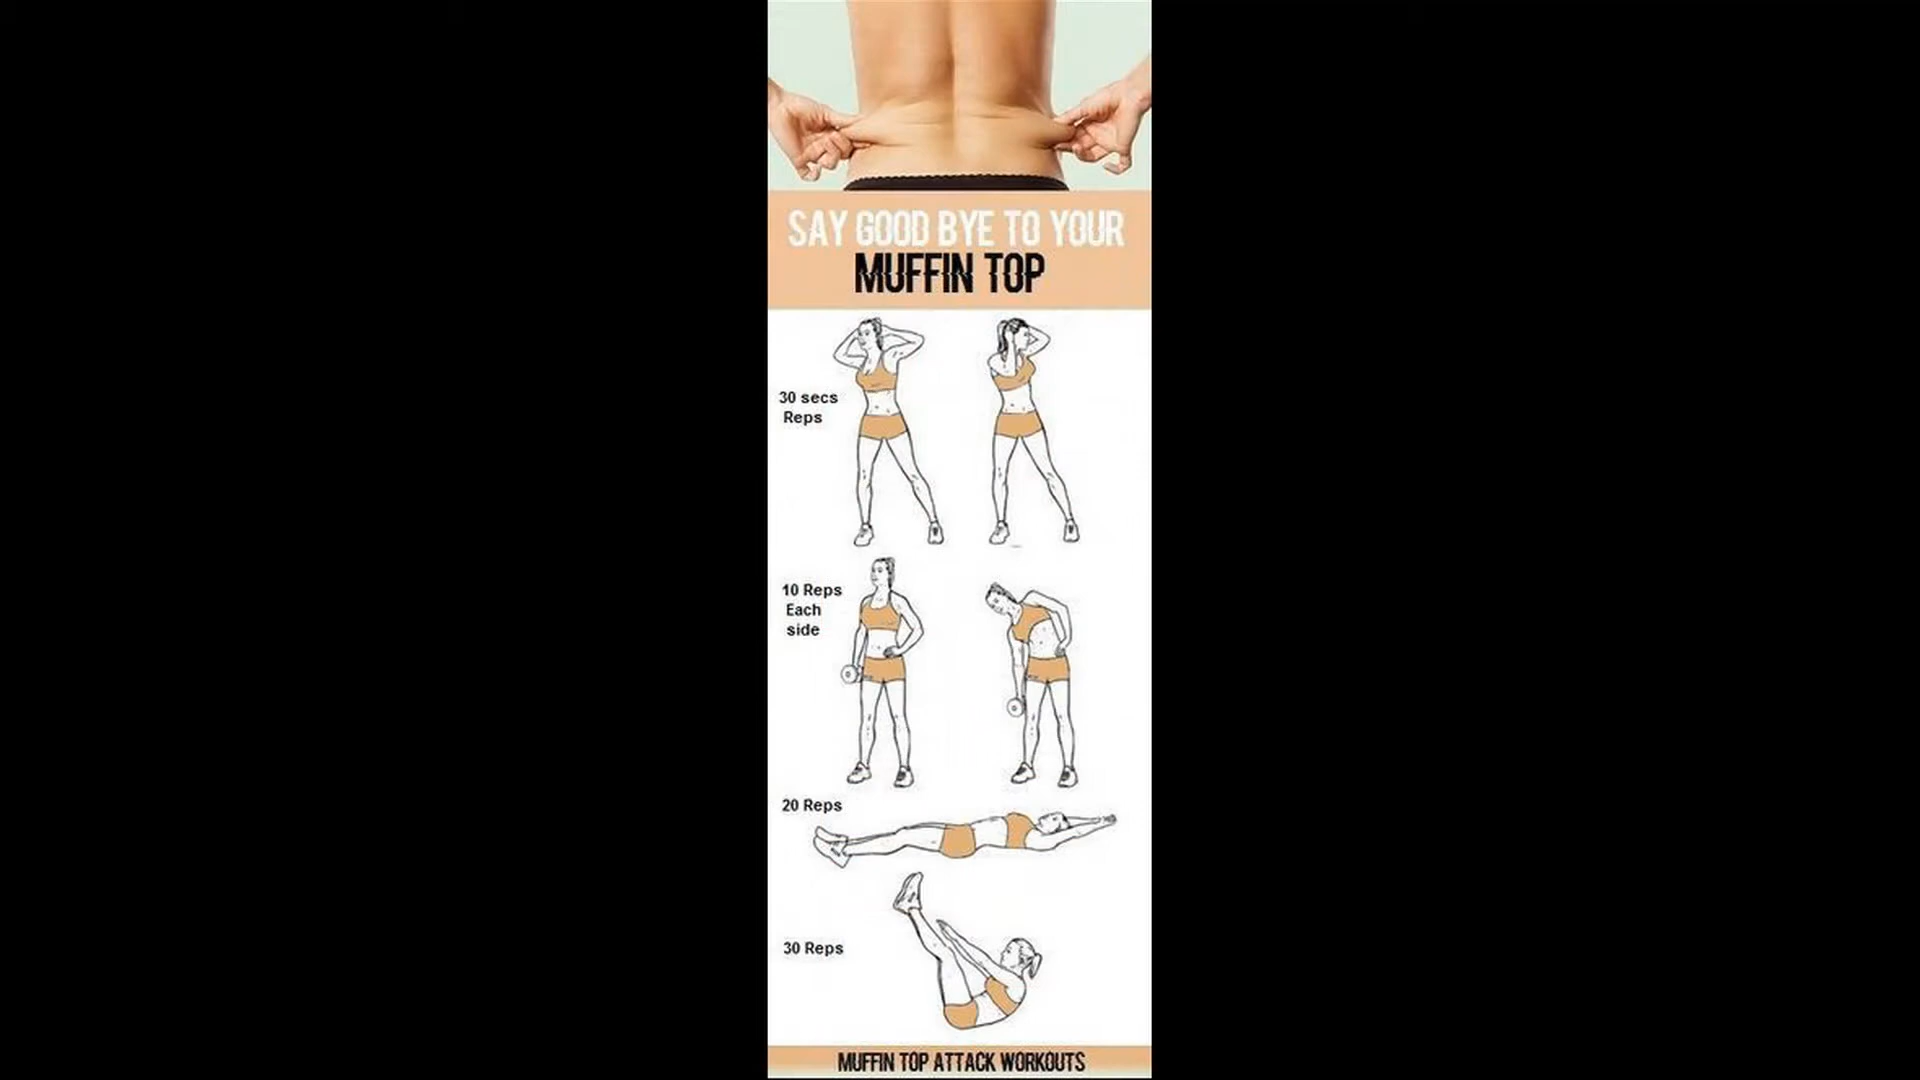 SAY GOOD BYE TO YOUR
MUFFIN TOP
30 secs
Reps
10 Reps
Each
side
20 Reps
30 Reps
MUFFIN TOP ATTACK WORKOUTS